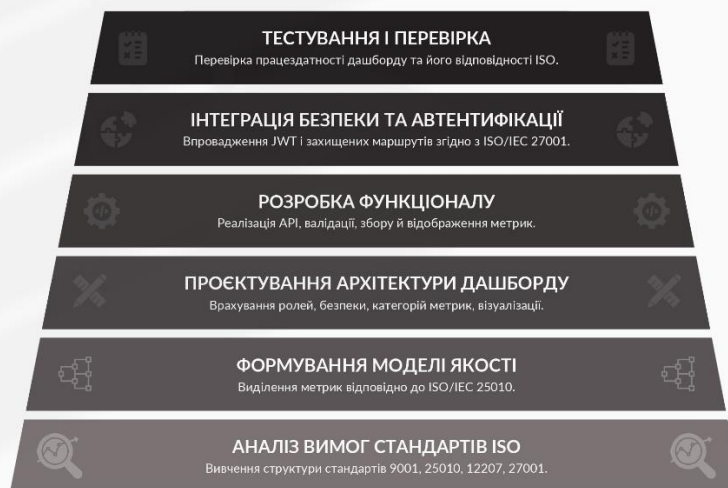 ТЕСТУВАННЯ І ПЕРЕВІРКА
Перевірка працездатності дашборду та його відповідності ISO.
ІНТЕГРАЦІЯ БЕЗПЕКИ ТА АВТЕНТИФІКАЦІЇ
Впровадження JWT і захищених маршрутів згідно з ISO/IEC 27001.
РОЗРОБКА ФУНКЦІОНАЛУ
Реалізація API, валідації, збору й відображення метрик.
ПРОЄКТУВАННЯ АРХІТЕКТУРИ ДАШБОРДУ
Врахування ролей, безпеки, категорій метрик, візуалізації.
ФОРМУВАННЯ МОДЕЛІ ЯКОСТІ
Виділення метрик відповідно до ISO/IEC 25010.
АНАЛІЗ ВИМОГ СТАНДАРТІВ ISO
Вивчення структури стандартів 9001, 25010, 12207, 27001.